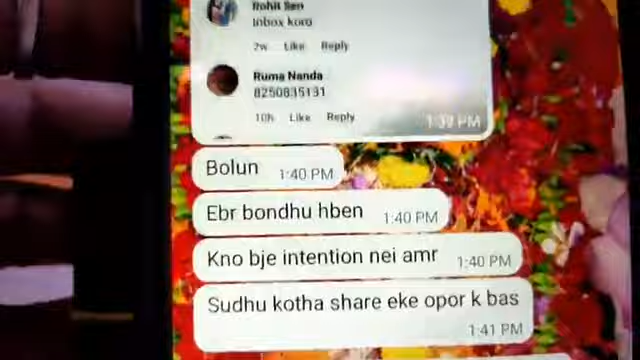 Rohit Sen
Inbox koro
2w Like Reply
Ruma Nanda
8250835131
10h Like Reply
1:39 PM
Bolun 1:40 PM
Ebr bondhu hben 1:40 PM
Kno bje intention nei amr 1:40 PM
Sudhu kotha share eke opor k bas
1:41 PM